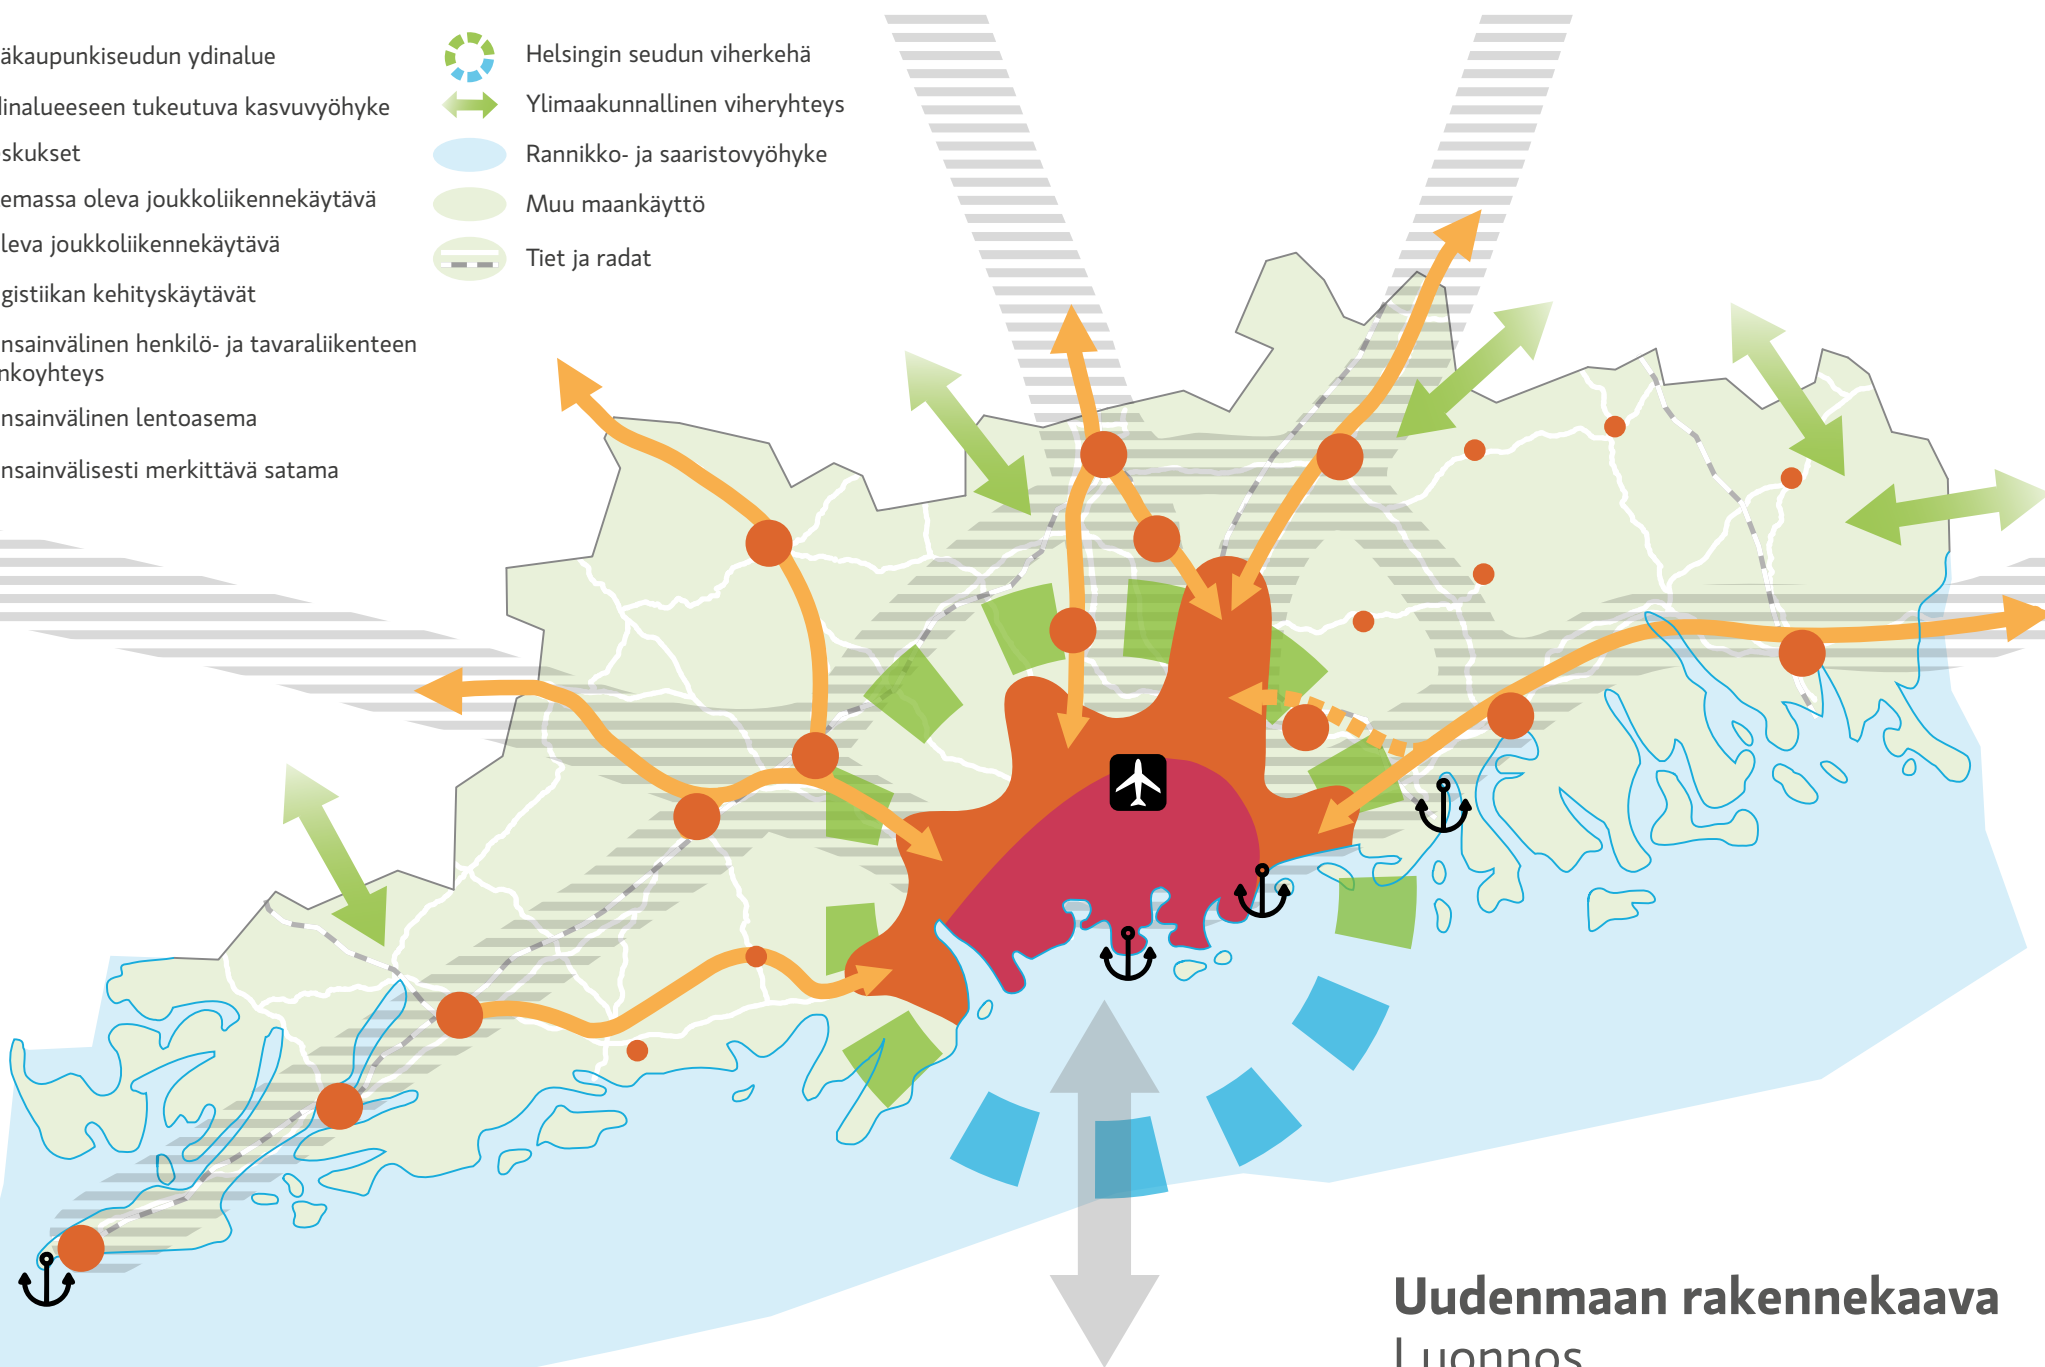 äkaupunkiseudun ydinalue
linalueeseen tukeutuva kasvuvyöhyke
skukset
emassa oleva joukkoliikennekäytävä
leva joukkoliikennekäytävä
gistiikan kehityskäytävät
nsainvälinen henkilö- ja tavaraliikenteen
nkoyhteys
nsainvälinen lentoasema
nsainvälisesti merkittävä satama
Helsingin seudun viherkehä
Ylimaakunnallinen viheryhteys
Rannikko- ja saaristovyöhyke
Muu maankäyttö
Tiet ja radat
Uudenmaan rakennekaava
Luonnos